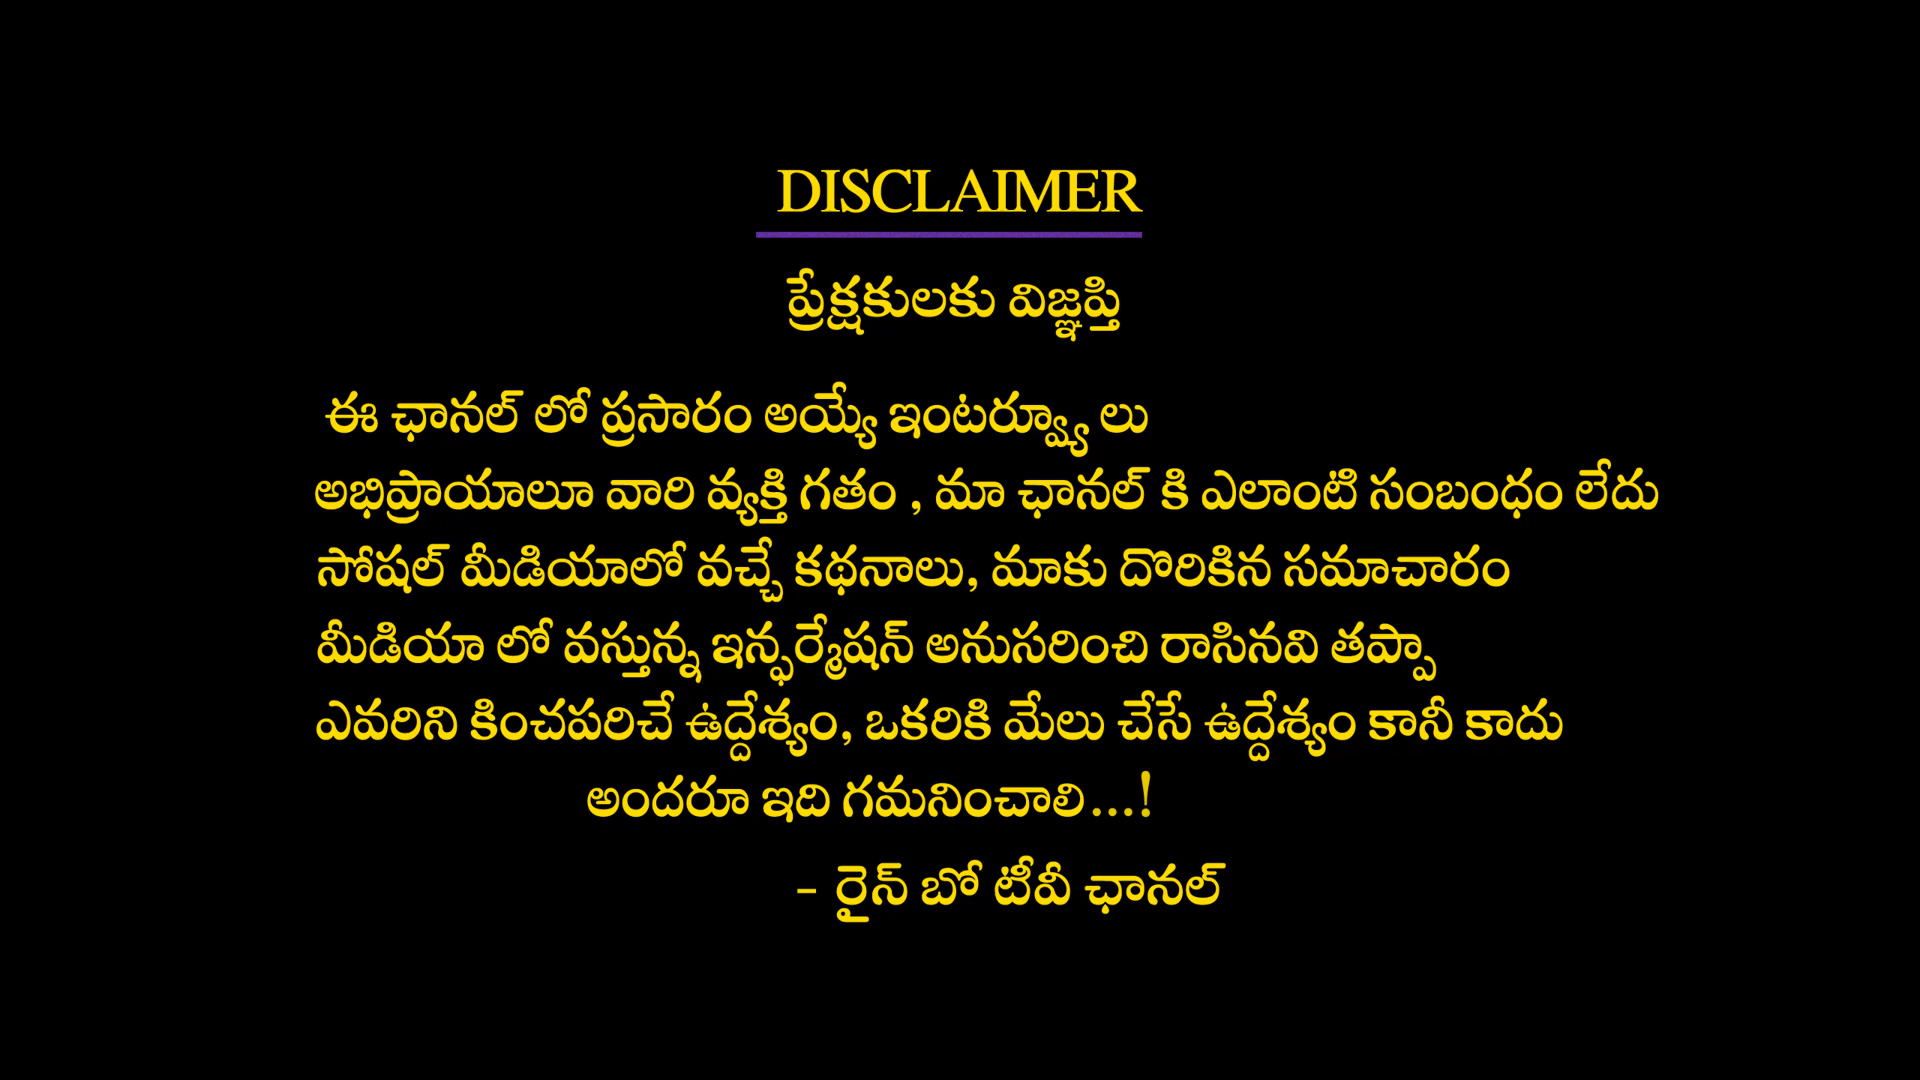 DISCLAIMER
ప్రేక్షకులకు విజ్ఞప్తి
ఈ ఛానల్ లో ప్రసారం అయ్యే ఇంటర్వ్యూ లు
అభిప్రాయాలూ వారి వ్యక్తి గతం , మా ఛానల్ కి ఎలాంటి సంబంధం లేదు
సోషల్ మీడియాలో వచ్చే కథనాలు, మాకు దొరికిన సమాచారం
మీడియా లో వస్తున్న ఇన్ఫర్మేషన్ అనుసరించి రాసినవి తప్పా
ఎవరిని కించపరిచే ఉద్దేశ్యం, ఒకరికి మేలు చేసే ఉద్దేశ్యం కానీ కాదు
అందరూ ఇది గమనించాలి...!
- రైన్ బో టీవీ ఛానల్